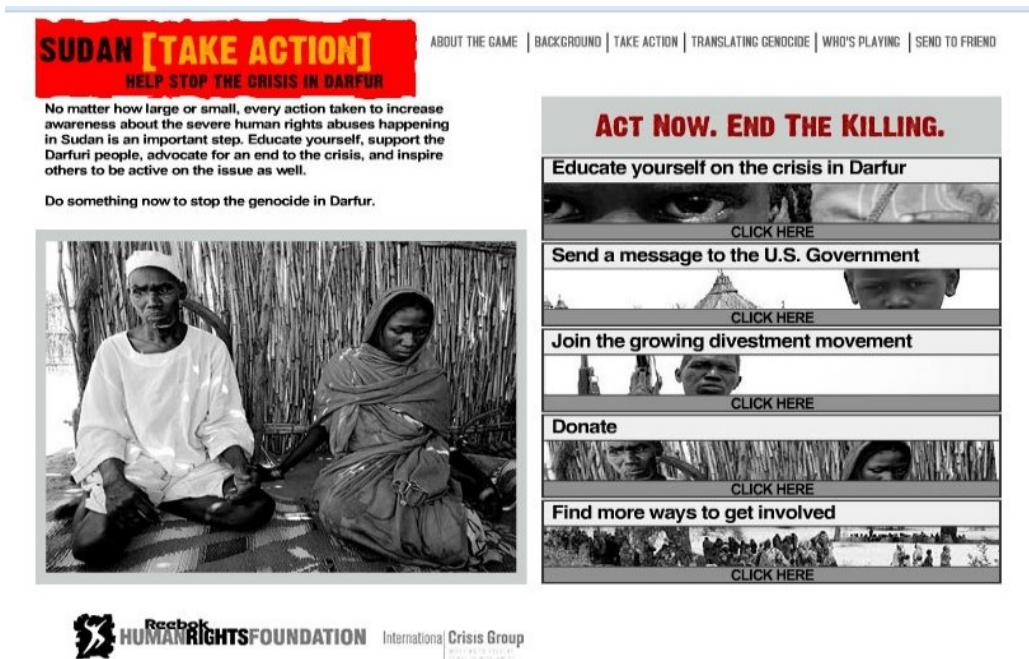 SUDAN [TAKE ACTION]
HELP STOP THE CRISIS IN DARFUR
ABOUT THE GAME | BACKGROUND | TAKE ACTION | TRANSLATING GENOCIDE | WHO'S PLAYING | SEND TO FRIEND
No matter how large or small, every action taken to increase
awareness about the severe human rights abuses happening
in Sudan is an important step. Educate yourself, support the
Darfuri people, advocate for an end to the crisis, and inspire
others to be active on the issue as well.
Do something now to stop the genocide in Darfur.
ACT NOW. END THE KILLING.
Educate yourself on the crisis in Darfur
CLICK HERE
Send a message to the U.S. Government
CLICK HERE
Join the growing divestment movement
CLICK HERE
Donate
CLICK HERE
Find more ways to get involved
CLICK HERE
Reebok
HUMANRIGHTSFOUNDATION
International Crisis Group